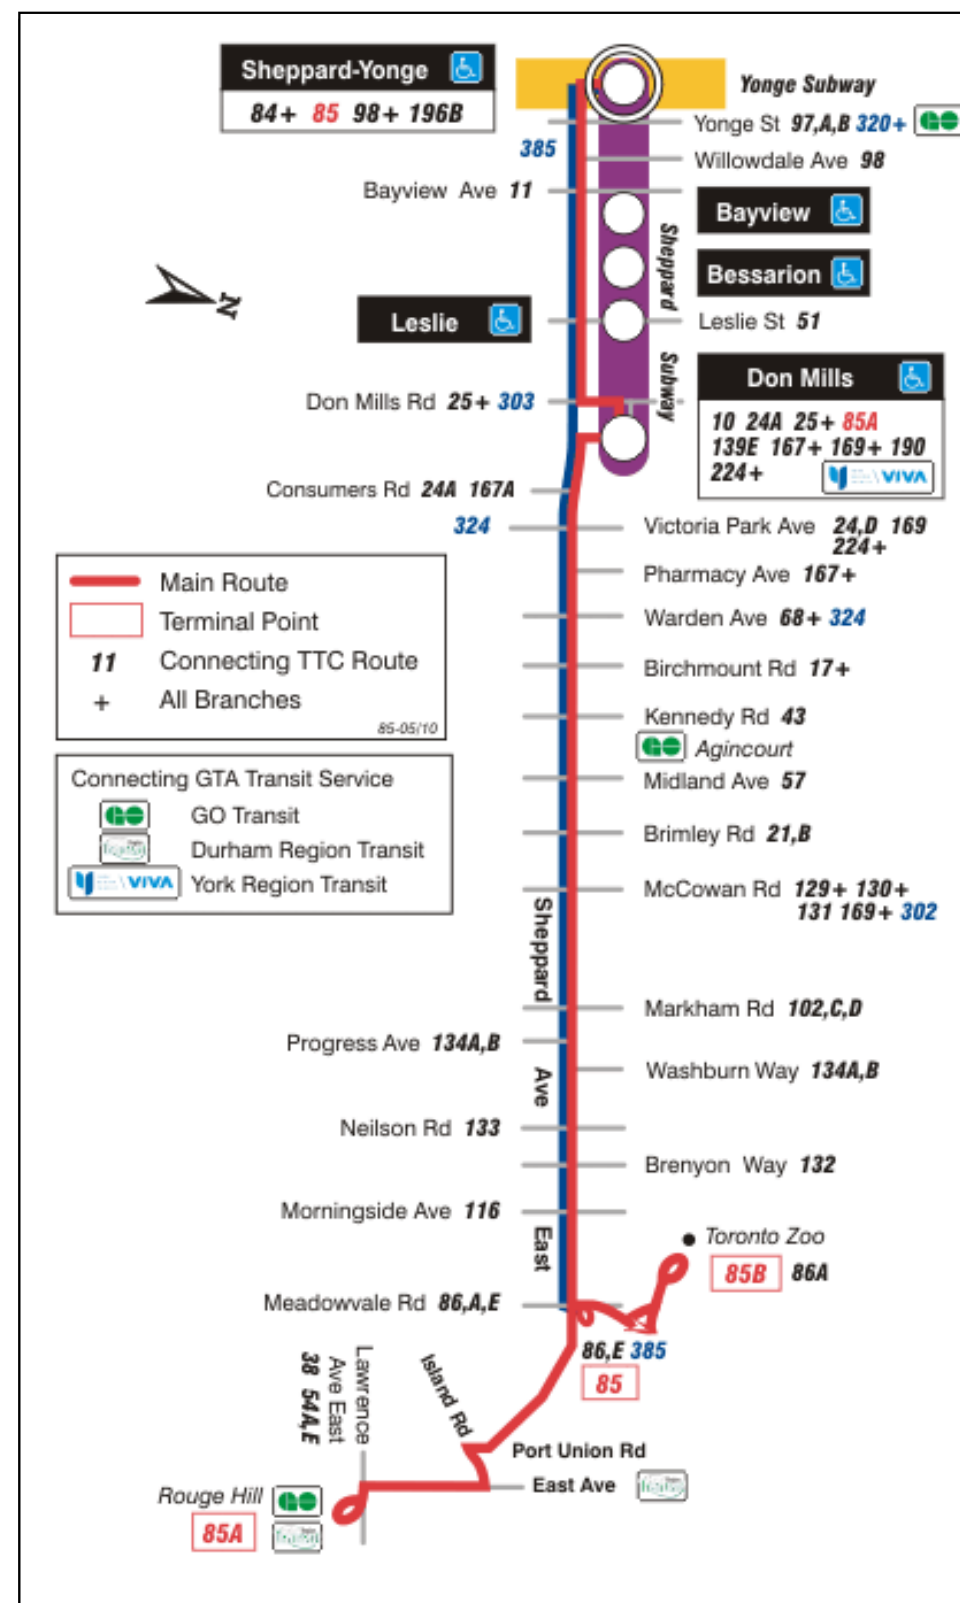 Sheppard-Yonge
84+ 85 98+ 196B
Yonge Subway
Yonge St 97,A,B 320+ GO
385
Willowdale Ave 98
Bayview Ave 11
Bayview
Sheppard
Bessarion
N
Leslie
Leslie St 51
Subway
Don Mills
Don Mills Rd 25+ 303
10 24A 25+ 85A
139E 167+ 169+ 190
224+ VIVA
Consumers Rd 24A 167A
324
Victoria Park Ave 24,D 169
224+
Main Route
Pharmacy Ave 167+
Terminal Point
Warden Ave 68+ 324
11 Connecting TTC Route
Birchmount Rd 17+
+ All Branches
85-05/10
Kennedy Rd 43
GO Agincourt
Connecting GTA Transit Service
Midland Ave 57
GO GO Transit
Durham Region Transit
Brimley Rd 21,B
VIVA York Region Transit
McCowan Rd 129+ 130+
131 169+ 302
Sheppard
Markham Rd 102,C,D
Progress Ave 134A,B
Ave
Washburn Way 134A,B
Neilson Rd 133
Brenyon Way 132
Morningside Ave 116
East
Toronto Zoo
85B 86A
Meadowvale Rd 86,A,E
86,E 385
85
Lawrence
Ave East
38 54A,E
Island Rd
Port Union Rd
East Ave
Rouge Hill GO
85A